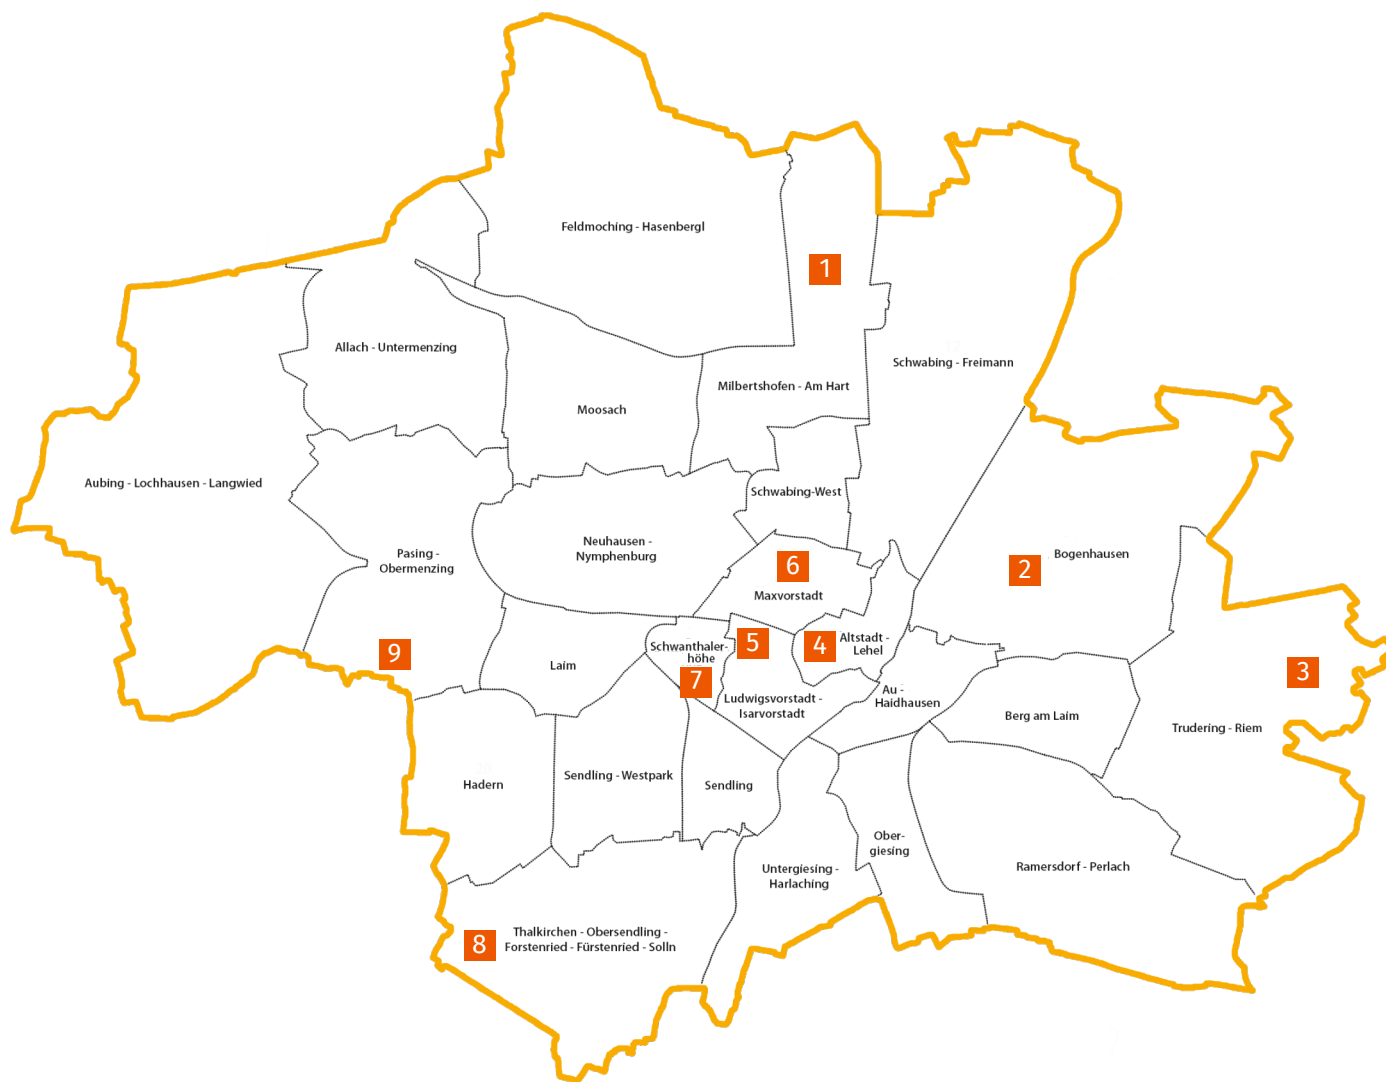 Feldmoching - Hasenbergl
1
Allach - Untermenzing
Schwabing - Freimann
Moosach
Milbertshofen - Am Hart
Aubing - Lochhausen - Langwied
Schwabing-West
Pasing -
Obermenzing
Neuhausen -
Nymphenburg
6
Maxvorstadt
2
Bogenhausen
9
Laim
Schwanthaler-
höhe
7
5
Ludwigsvorstadt -
Isarvorstadt
4
Altstadt -
Lehel
Au -
Haidhausen
Berg am Laim
3
Trudering - Riem
Hadern
Sendling - Westpark
Sendling
Untergiesing -
Harlaching
Ober-
giesing
Ramersdorf - Perlach
8
Thalkirchen - Obersendling -
Forstenried - Fürstenried - Solln